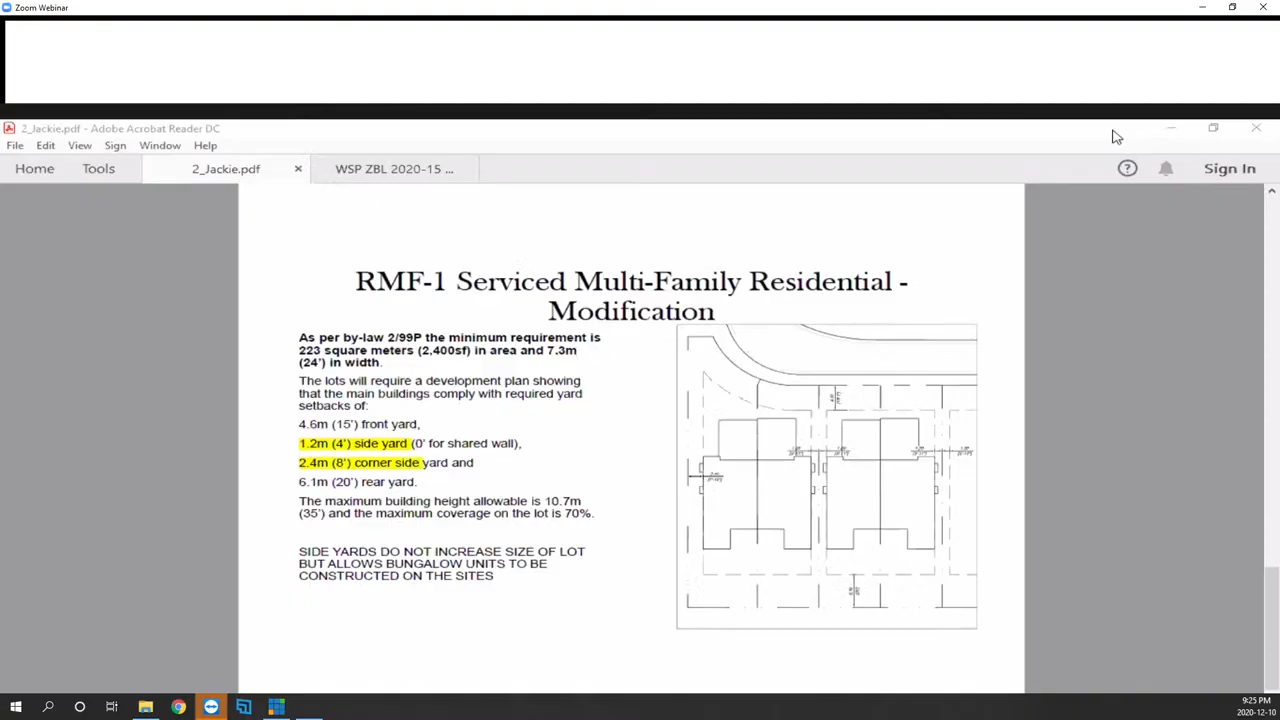 Zoom Webinar
2_Jackie.pdf - Adobe Acrobat Reader DC
File Edit View Sign Window Help
Home Tools 2_Jackie.pdf × WSP ZBL 2020-15 ... Sign In
RMF-1 Serviced Multi-Family Residential -
Modification
As per by-law 2/99P the minimum requirement is
223 square meters (2,400sf) in area and 7.3m
(24') in width.
The lots will require a development plan showing
that the main buildings comply with required yard
setbacks of:
4.6m (15') front yard,
1.2m (4') side yard (0' for shared wall),
2.4m (8') corner side yard and
6.1m (20') rear yard.
The maximum building height allowable is 10.7m
(35') and the maximum coverage on the lot is 70%.
SIDE YARDS DO NOT INCREASE SIZE OF LOT
BUT ALLOWS BUNGALOW UNITS TO BE
CONSTRUCTED ON THE SITES
9:25 PM
2020-12-10